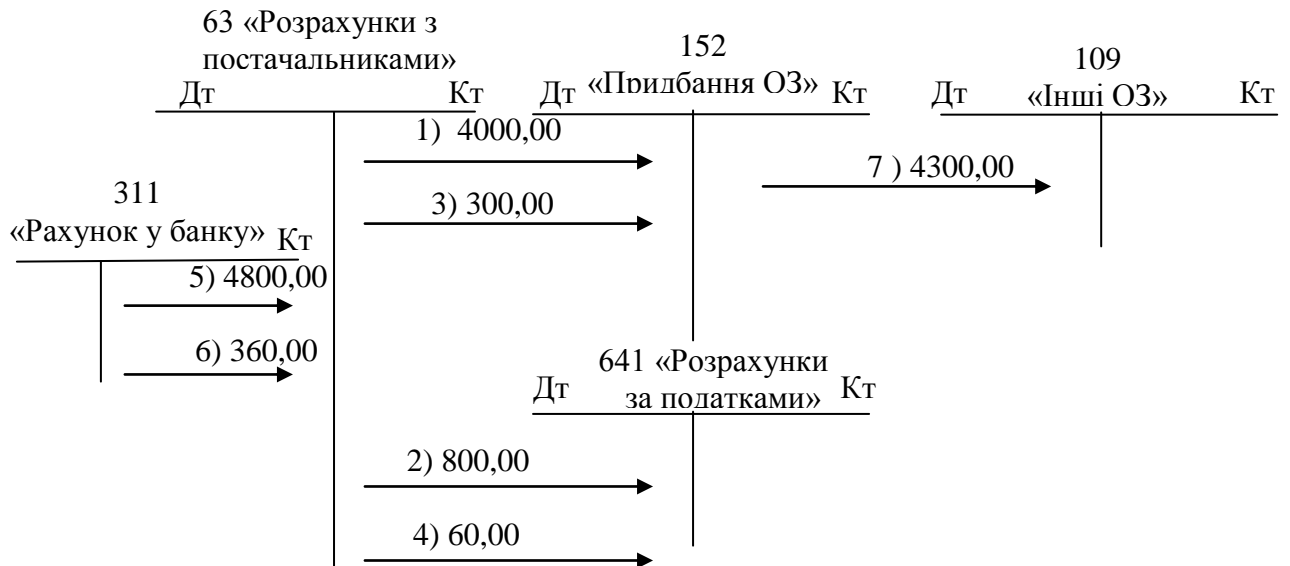 63 «Розрахунки з
постачальниками»
Дт Кт
152
«Придбання ОЗ»
Дт Кт
109
«Інші ОЗ»
Дт Кт
1) 4000,00
7 ) 4300,00
3) 300,00
311
«Рахунок у банку» Кт
5) 4800,00
6) 360,00
641 «Розрахунки
за податками»
Дт Кт
2) 800,00
4) 60,00